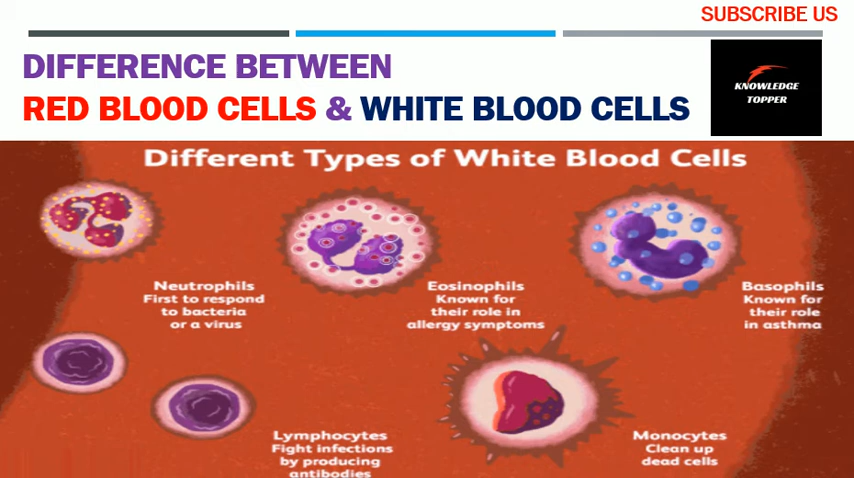 SUBSCRIBE US
DIFFERENCE BETWEEN
RED BLOOD CELLS & WHITE BLOOD CELLS
KNOWLEDGE
TOPPER
Different Types of White Blood Cells
Neutrophils
First to respond
to bacteria
or a virus
Eosinophils
Known for
their role in
allergy symptoms
Basophils
Known for
their role
in asthma
Lymphocytes
Fight infections
by producing
antibodies
Monocytes
Clean up
dead cells